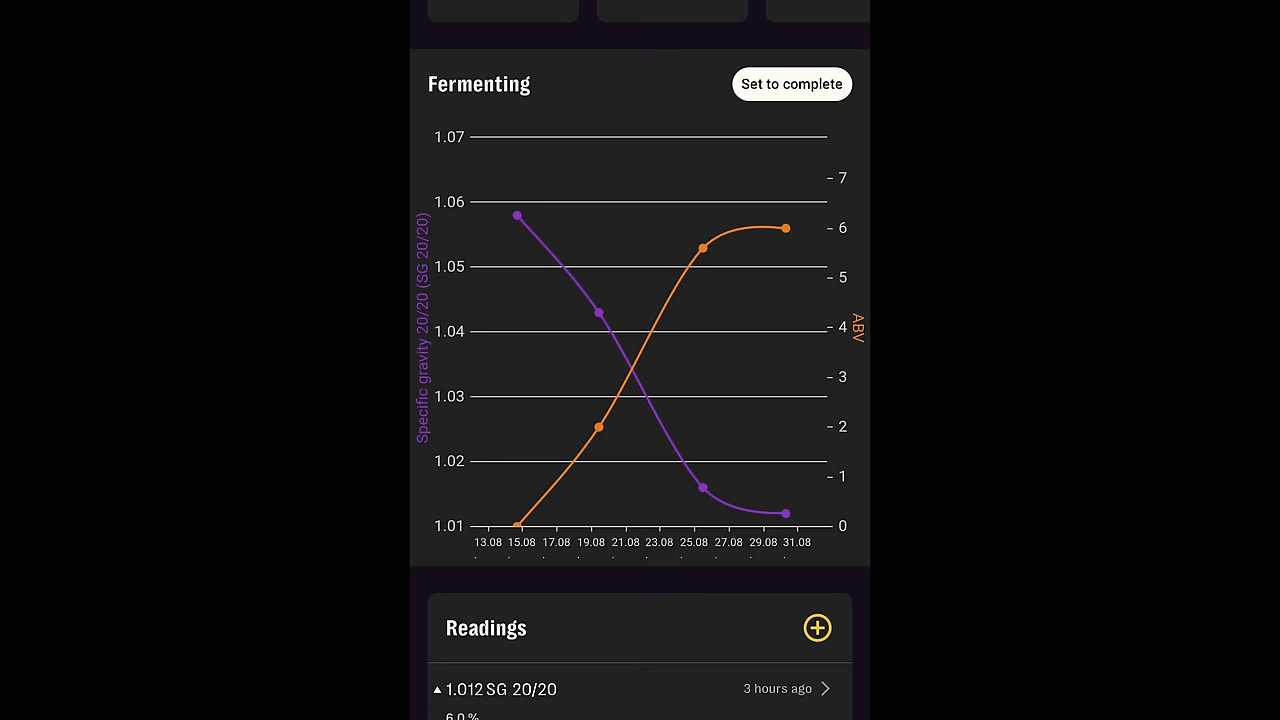 Fermenting
Set to complete
1.07
7
1.06
6
1.05
5
1.04
4
1.03
3
1.02
2
1
1.01
0
Specific gravity 20/20 (SG 20/20)
ABV
13.08 15.08 17.08 19.08 21.08 23.08 25.08 27.08 29.08 31.08
Readings
1.012 SG 20/20
3 hours ago
6.0 %